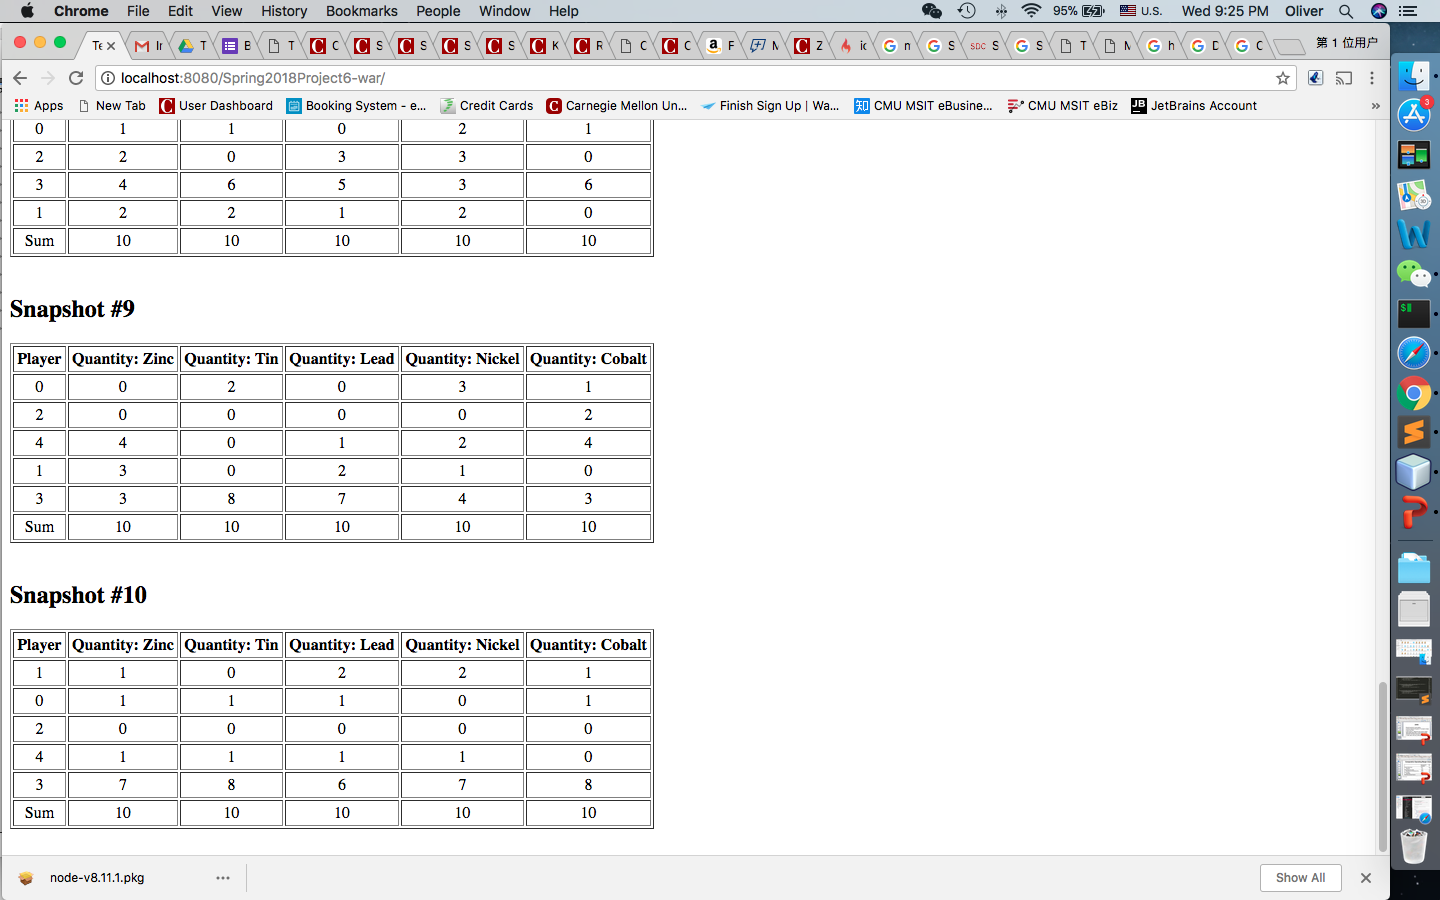 Chrome File Edit View History Bookmarks People Window Help 95% U.S. Wed 9:25 PM Oliver
Te T B T C S S S S K R C C F M Z ic n S SDC S S T M h D C 第 1 位用户
localhost:8080/Spring2018Project6-war/
Apps New Tab User Dashboard Booking System - e... Credit Cards Carnegie Mellon Un... Finish Sign Up | Wa... CMU MSIT eBusine... CMU MSIT eBiz JetBrains Account »
0 1 1 0 2 1
2 2 0 3 3 0
3 4 6 5 3 6
1 2 2 1 2 0
Sum 10 10 10 10 10
Snapshot #9
Player Quantity: Zinc Quantity: Tin Quantity: Lead Quantity: Nickel Quantity: Cobalt
0 0 2 0 3 1
2 0 0 0 0 2
4 4 0 1 2 4
1 3 0 2 1 0
3 3 8 7 4 3
Sum 10 10 10 10 10
Snapshot #10
Player Quantity: Zinc Quantity: Tin Quantity: Lead Quantity: Nickel Quantity: Cobalt
1 1 0 2 2 1
0 1 1 1 0 1
2 0 0 0 0 0
4 1 1 1 1 0
3 7 8 6 7 8
Sum 10 10 10 10 10
node-v8.11.1.pkg
Show All
3